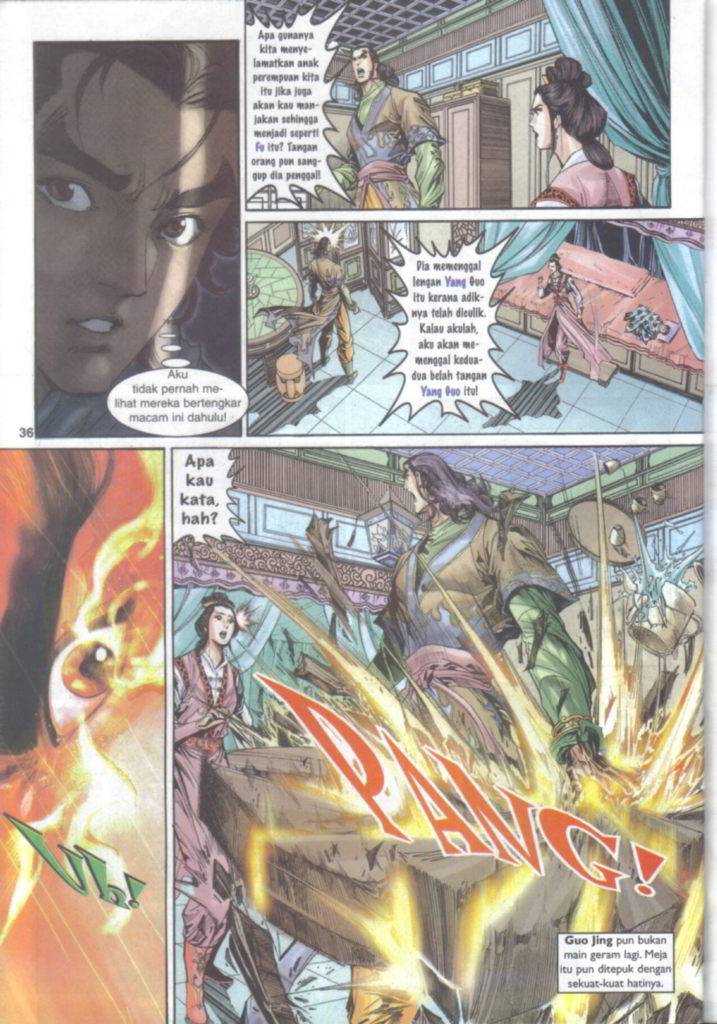 Apa gunanya
kita menye-
lamatkan anak
perempuan kita
itu jika juga
akan kau man-
jakan sehingga
menjadi seperti
Fu itu? Tangan
orang pun sang-
gup dia penggal!
Aku
tidak pernah me-
lihat mereka bertengkar
macam ini dahulu!
Dia memenggal
lengan Yang Guo
itu kerana adik-
nya telah diculik.
Kalau akulah,
aku akan me-
menggal kedua-
dua belah tangan
Yang Guo itu!
36
Apa
kau
kata,
hah?
Uh!
PANG!
Guo Jing pun bukan
main geram lagi. Meja
itu pun ditepuk dengan
sekuat-kuat hatinya.